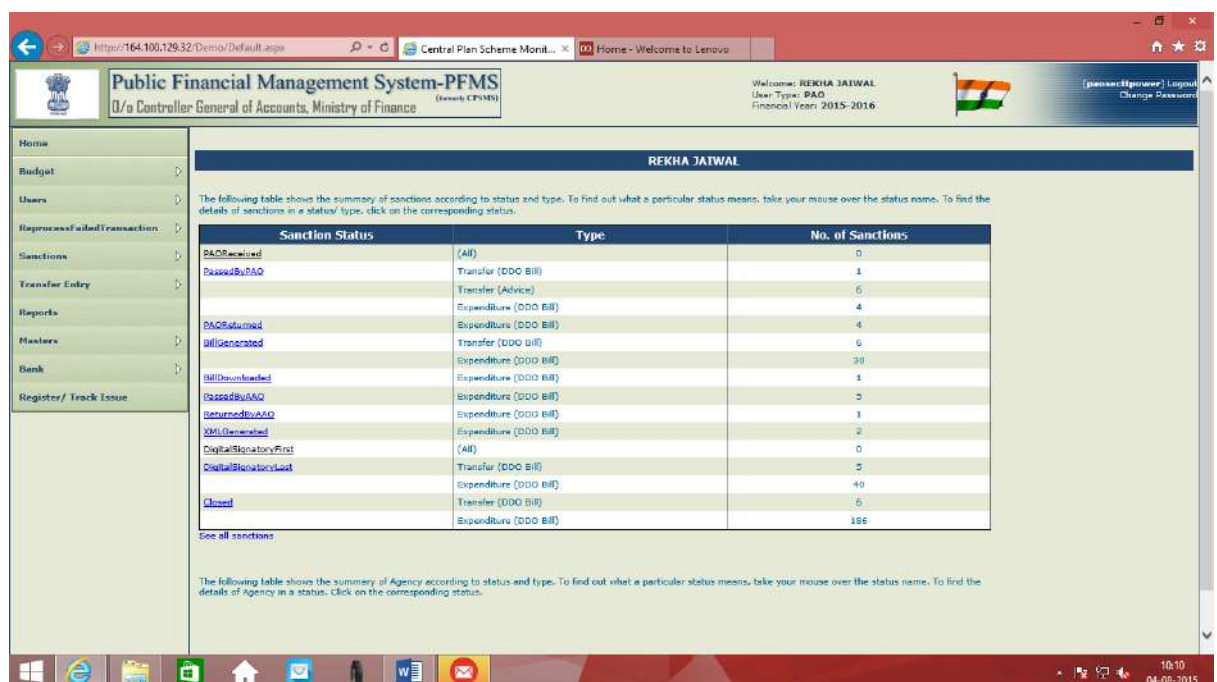 http://164.100.129.32/Demo/Default.aspx
Central Plan Scheme Monit...
Home - Welcome to Lenovo
Public Financial Management System-PFMS
(formerly CPSMS)
O/o Controller General of Accounts, Ministry of Finance
Welcome: REKHA JAIWAL
User Type: PAO
Financial Year: 2015-2016
[paosectfpower] Logout
Change Password
Home
Budget
Users
ReprocessFailedTransaction
Sanctions
Transfer Entry
Reports
Masters
Bank
Register/ Track Issue
REKHA JAIWAL
The following table shows the summary of sanctions according to status and type. To find out what a particular status means, take your mouse over the status name. To find the
details of sanctions in a status/ type, click on the corresponding status.
Sanction Status Type No. of Sanctions
PAOReceived (All) 0
PassedByPAO Transfer (DDO Bill) 1
Transfer (Advice) 6
Expenditure (DDO Bill) 4
PAOReturned Expenditure (DDO Bill) 4
BillGenerated Transfer (DDO Bill) 6
Expenditure (DDO Bill) 30
BillDownloaded Expenditure (DDO Bill) 1
PassedByAAO Expenditure (DDO Bill) 5
ReturnedByAAO Expenditure (DDO Bill) 1
XMLGenerated Expenditure (DDO Bill) 2
DigitalSignatoryFirst (All) 0
DigitalSignatoryLast Transfer (DDO Bill) 5
Expenditure (DDO Bill) 40
Closed Transfer (DDO Bill) 6
Expenditure (DDO Bill) 186
See all sanctions
The following table shows the summery of Agency according to status and type. To find out what a particuler status meens, take your mouse over the status name. To find the
details of Agency in a status. Click on the corresponding status.
10:10
04-08-2015